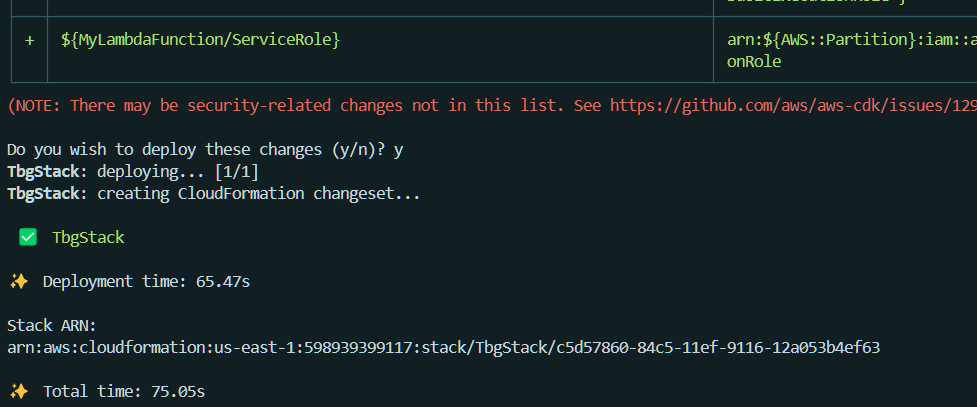 + ${MyLambdaFunction/ServiceRole} arn:${AWS::Partition}:iam::a
onRole
(NOTE: There may be security-related changes not in this list. See https://github.com/aws/aws-cdk/issues/129
Do you wish to deploy these changes (y/n)? y
TbgStack: deploying... [1/1]
TbgStack: creating CloudFormation changeset...
✅ TbgStack
✨ Deployment time: 65.47s
Stack ARN:
arn:aws:cloudformation:us-east-1:598939399117:stack/TbgStack/c5d57860-84c5-11ef-9116-12a053b4ef63
✨ Total time: 75.05s